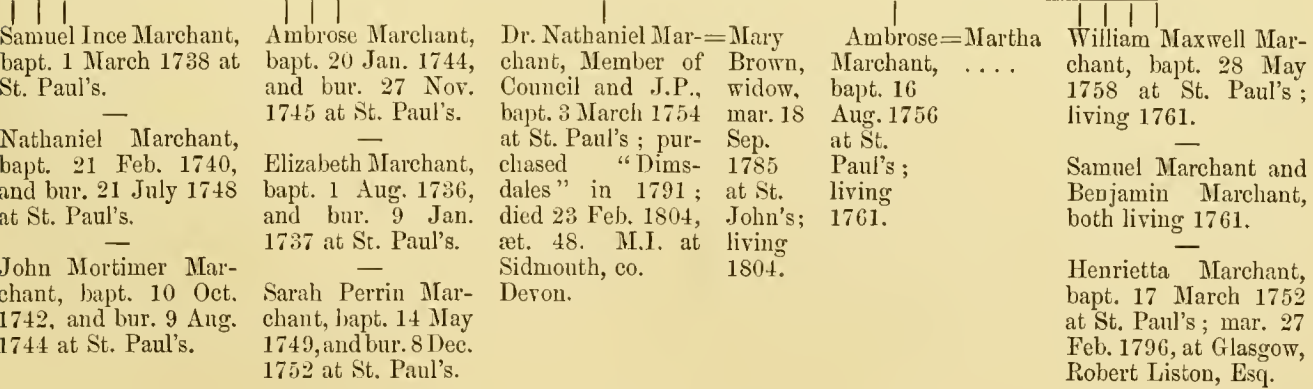 Samuel Ince Marchant,
bapt. 1 March 1738 at
St. Paul's.
—
Nathaniel Marchant,
bapt. 21 Feb. 1740,
and bur. 21 July 1748
at St. Paul's.
—
John Mortimer Mar-
chant, bapt. 10 Oct.
1742, and bur. 9 Aug.
1744 at St. Paul's.
Ambrose Marchant,
bapt. 20 Jan. 1744,
and bur. 27 Nov.
1745 at St. Paul's.
—
Elizabeth Marchant,
bapt. 1 Aug. 1736,
and bur. 9 Jan.
1737 at St. Paul's.
—
Sarah Perrin Mar-
chant, bapt. 14 May
1749, and bur. 8 Dec.
1752 at St. Paul's.
Dr. Nathaniel Mar-=
chant, Member of
Council and J.P.,
bapt. 3 March 1754
at St. Paul's ; pur-
chased “Dims-
dales” in 1791 ;
died 23 Feb. 1804,
æt. 48. M.I. at
Sidmouth, co.
Devon.
Mary
Brown,
widow,
mar. 18
Sep.
1785
at St.
John's;
living
1804.
Ambrose=Martha
Marchant, ....
bapt. 16
Aug. 1756
at St.
Paul's ;
living
1761.
William Maxwell Mar-
chant, bapt. 28 May
1758 at St. Paul's ;
living 1761.
—
Samuel Marchant and
Benjamin Marchant,
both living 1761.
—
Henrietta Marchant,
bapt. 17 March 1752
at St. Paul's ; mar. 27
Feb. 1796, at Glasgow,
Robert Liston, Esq.